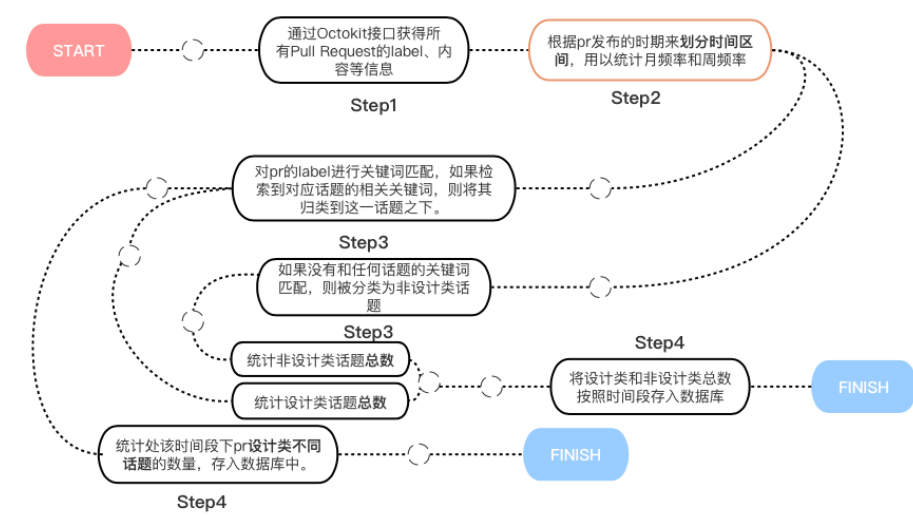 START
通过Octokit接口获得所
有Pull Request的label、内
容等信息
Step1
根据pr发布的时期来划分时间区
间，用以统计月频率和周频率
Step2
对pr的label进行关键词匹配，如果检
索到对应话题的相关关键词，则将其
归类到这一话题之下。
Step3
如果没有和任何话题的关键词
匹配，则被分类为非设计类话
题
Step3
统计非设计类话题总数
统计设计类话题总数
Step4
将设计类和非设计类总数
按照时间段存入数据库
FINISH
统计处该时间段下pr设计类不同
话题的数量，存入数据库中。
Step4
FINISH